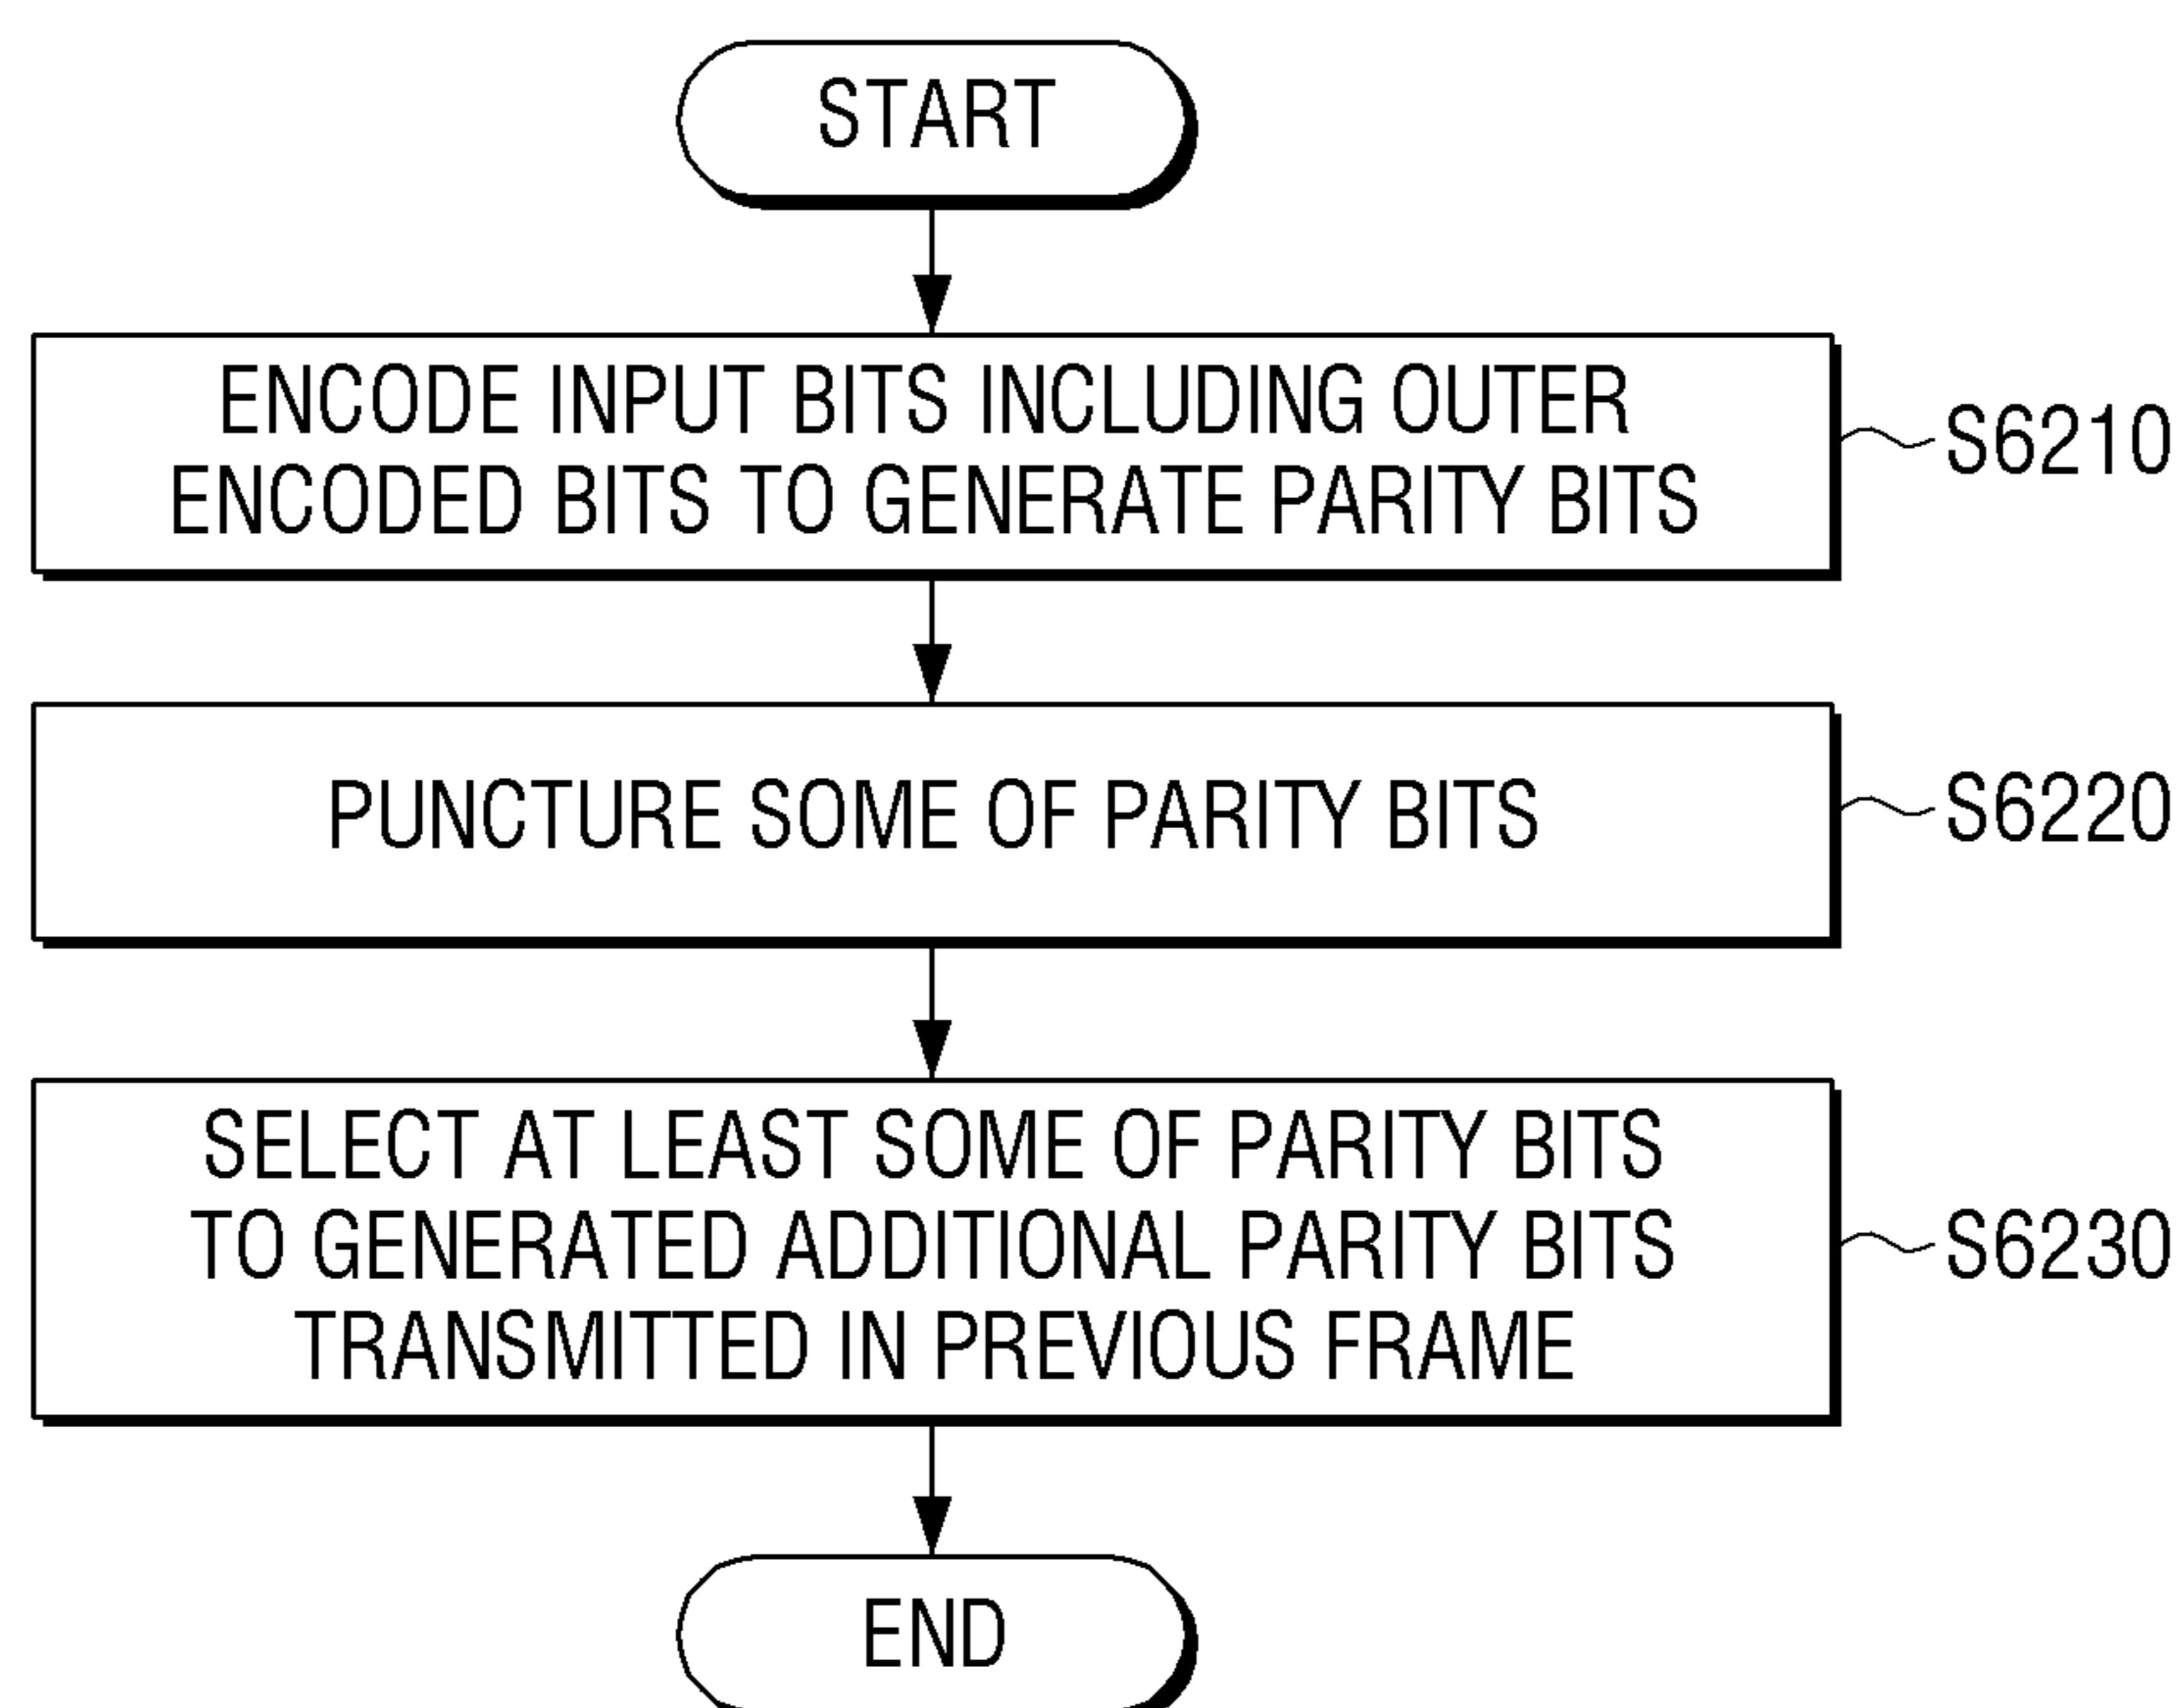 START
ENCODE INPUT BITS INCLUDING OUTER
ENCODED BITS TO GENERATE PARITY BITS
S6210
PUNCTURE SOME OF PARITY BITS
S6220
SELECT AT LEAST SOME OF PARITY BITS
TO GENERATED ADDITIONAL PARITY BITS
TRANSMITTED IN PREVIOUS FRAME
S6230
END